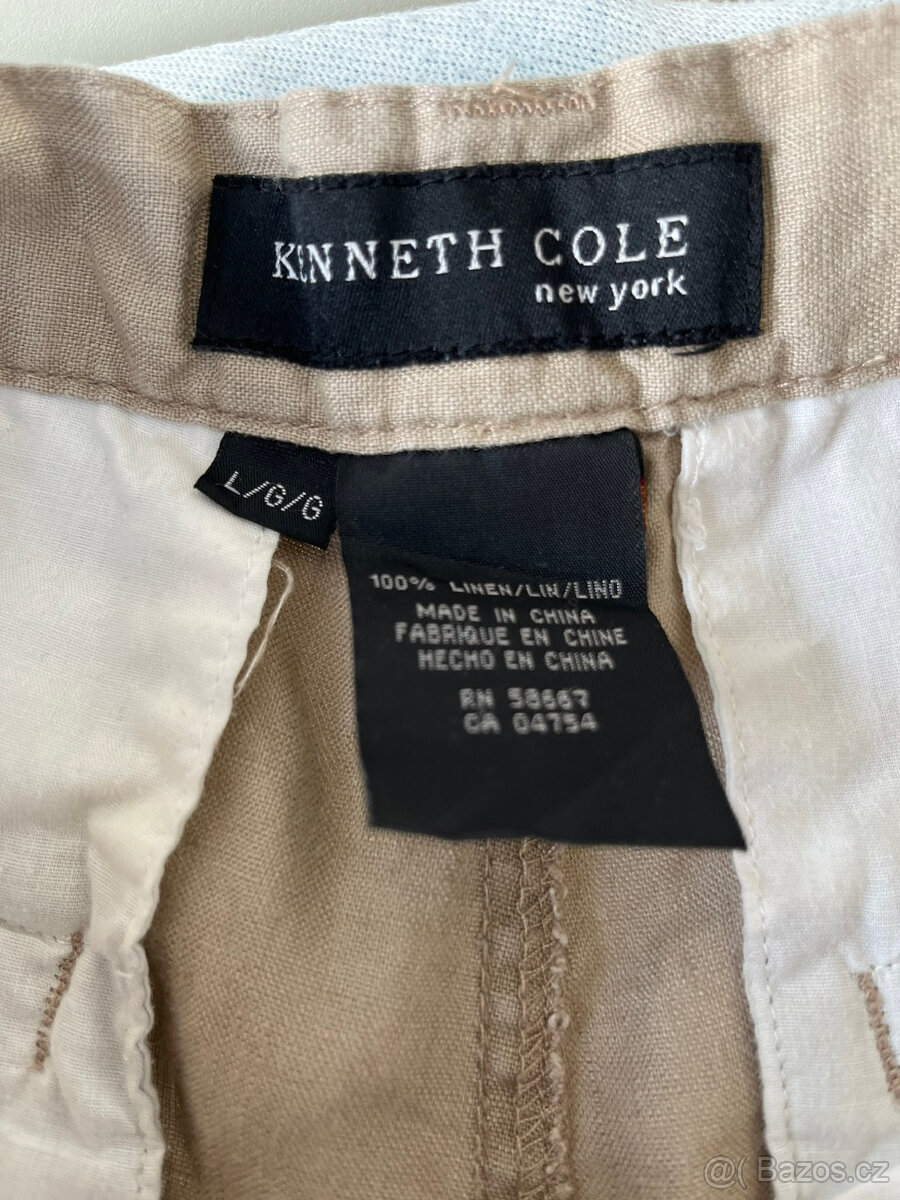 KENNETH COLE
new york
L/G/G
100% LINEN/LIN/LINO
MADE IN CHINA
FABRIQUE EN CHINE
HECHO EN CHINA
RN 58667
CA 04754
@( Bazos.cz